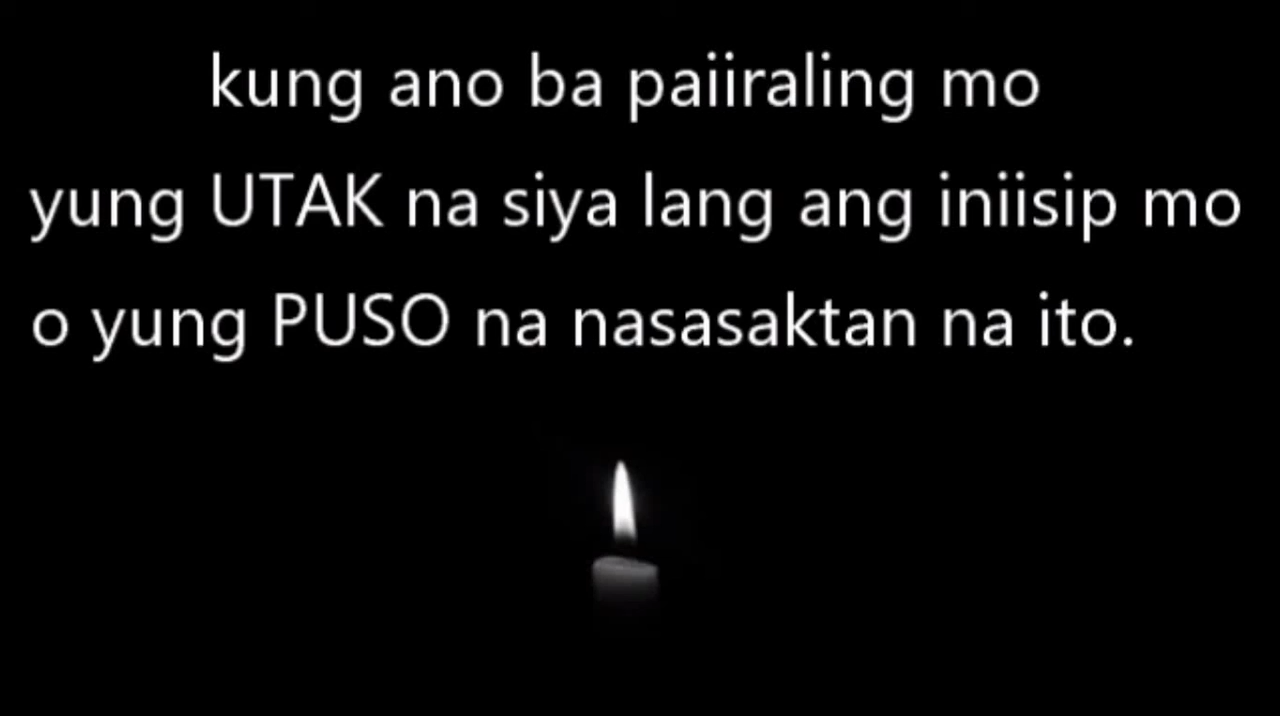 kung ano ba paiiraling mo
yung UTAK na siya lang ang iniisip mo
o yung PUSO na nasasaktan na ito.